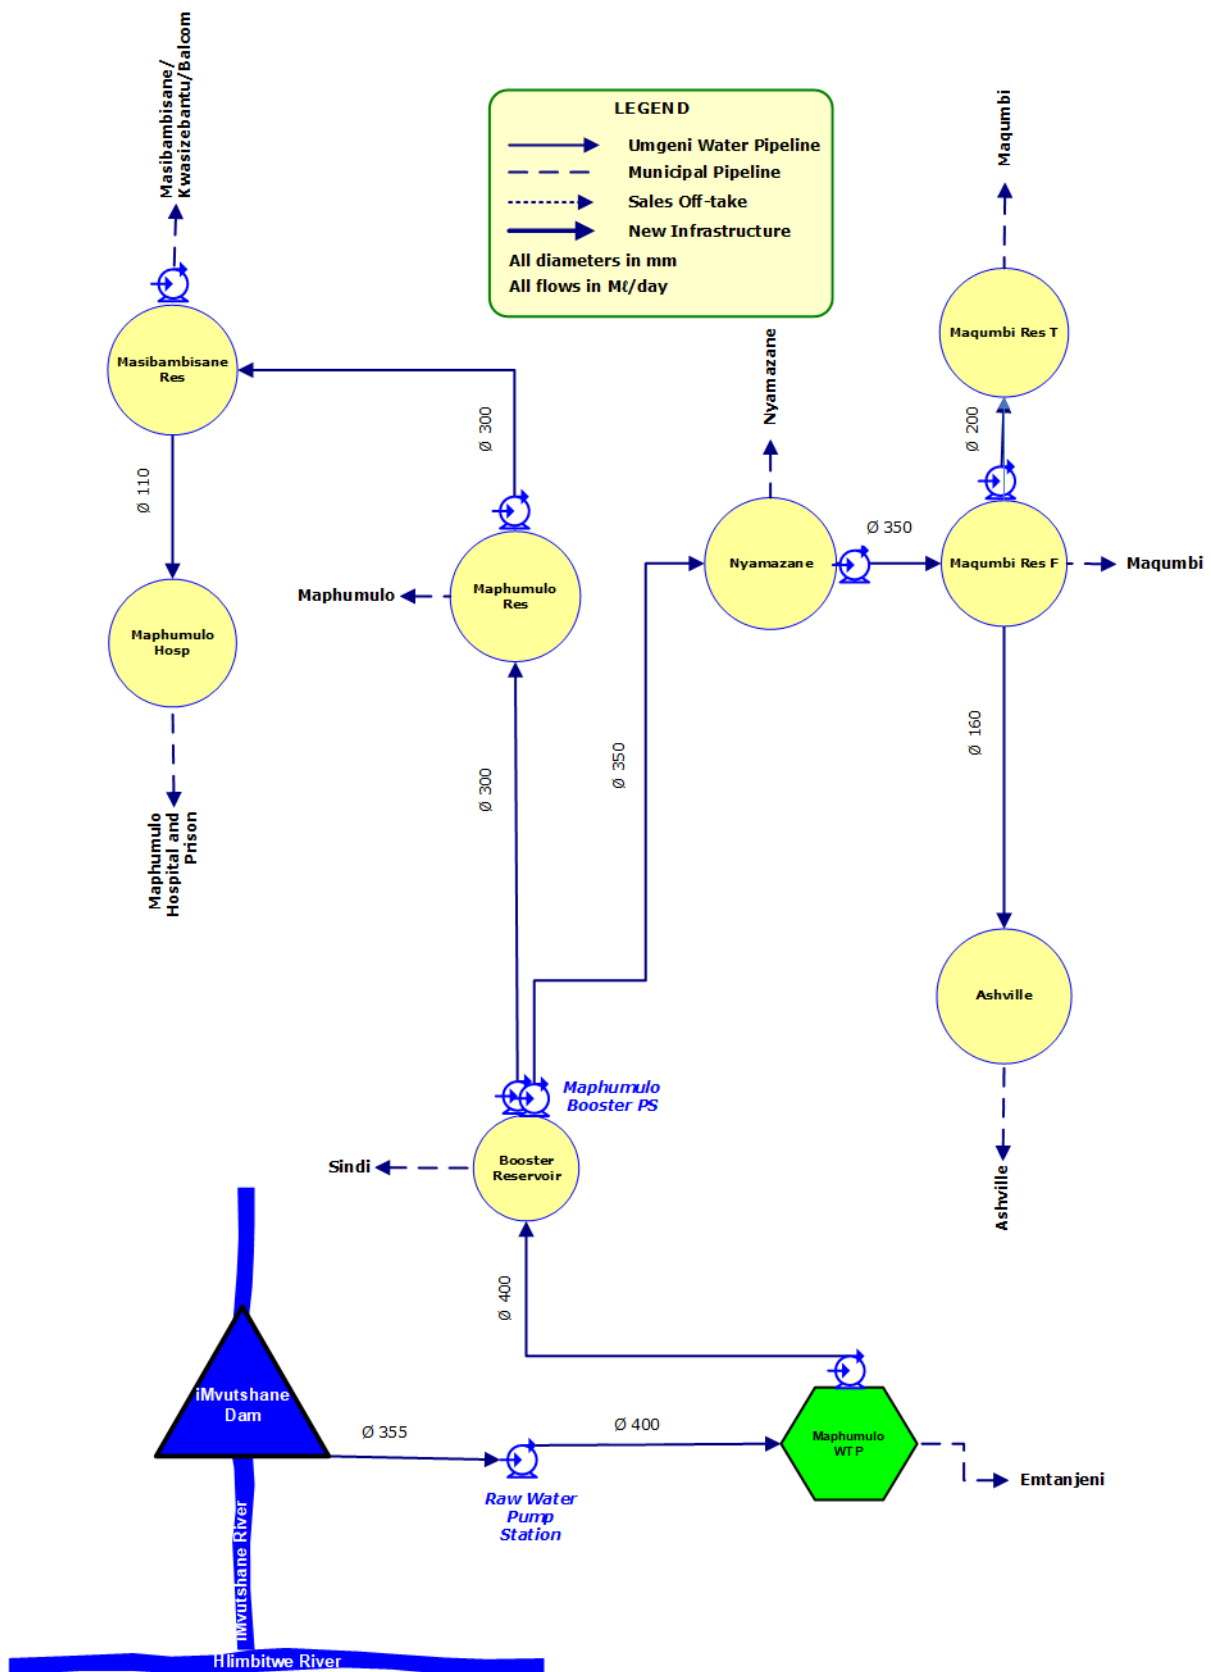 Masibambisane/
Kwasizebantu/Balcom
LEGEND
Umgeni Water Pipeline
Municipal Pipeline
Sales Off-take
New Infrastructure
All diameters in mm
All flows in Mℓ/day
Maqumbi
Maqumbi Res T
Masibambisane
Res
Ø 300
Nyamazane
Ø 200
Ø 110
Ø 350
Nyamazane
Maqumbi Res F
Maqumbi
Maphumulo
Maphumulo
Res
Maphumulo
Hosp
Ø 300
Ø 350
Ø 160
Maphumulo
Hospital and
Prison
Ashville
Maphumulo
Booster PS
Sindi
Booster
Reservoir
Ashville
Ø 400
iMvutshane
Dam
Ø 355
Ø 400
Maphumulo
WTP
Emtanjeni
Raw Water
Pump
Station
iMvutshane River
Hlimbitwe River